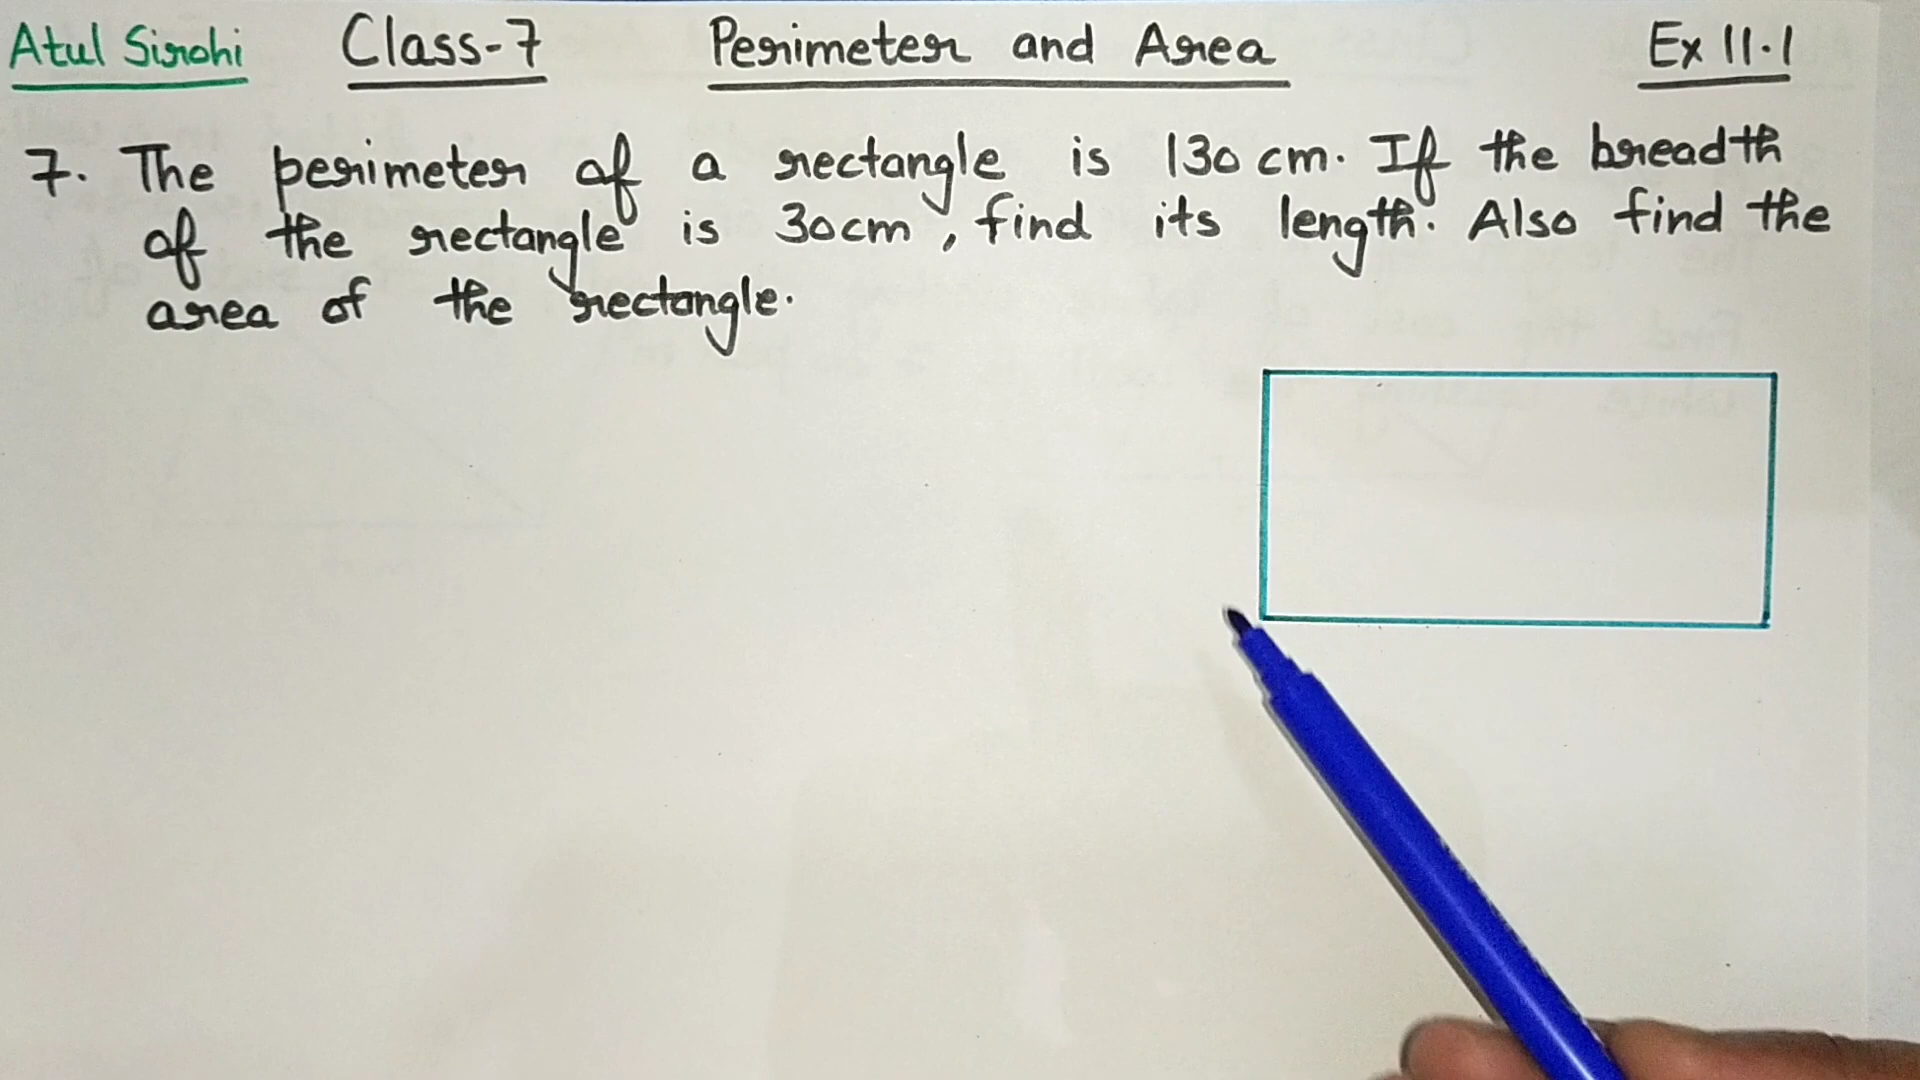 Atul Sirohi Class-7 Perimeter and Area Ex 11.1
7. The perimeter of a rectangle is 130 cm. If the breadth
of the rectangle is 30cm, find its length. Also find the
area of the rectangle.